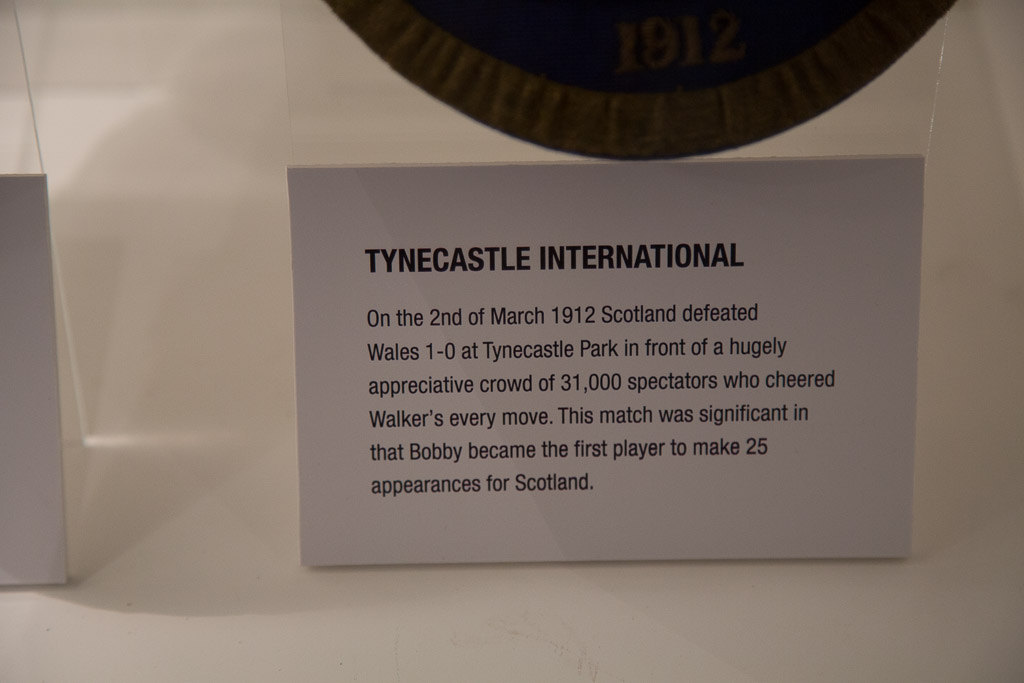 1912
TYNECASTLE INTERNATIONAL
On the 2nd of March 1912 Scotland defeated
Wales 1-0 at Tynecastle Park in front of a hugely
appreciative crowd of 31,000 spectators who cheered
Walker's every move. This match was significant in
that Bobby became the first player to make 25
appearances for Scotland.